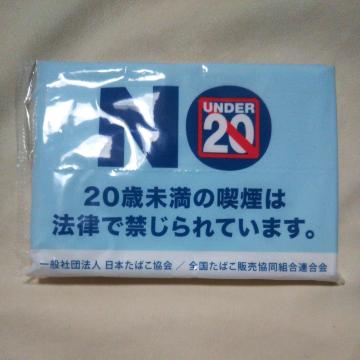 N
UNDER
20
20歳未満の喫煙は
法律で禁じられています。
一般社団法人 日本たばこ協会 / 全国たばこ販売協同組合連合会